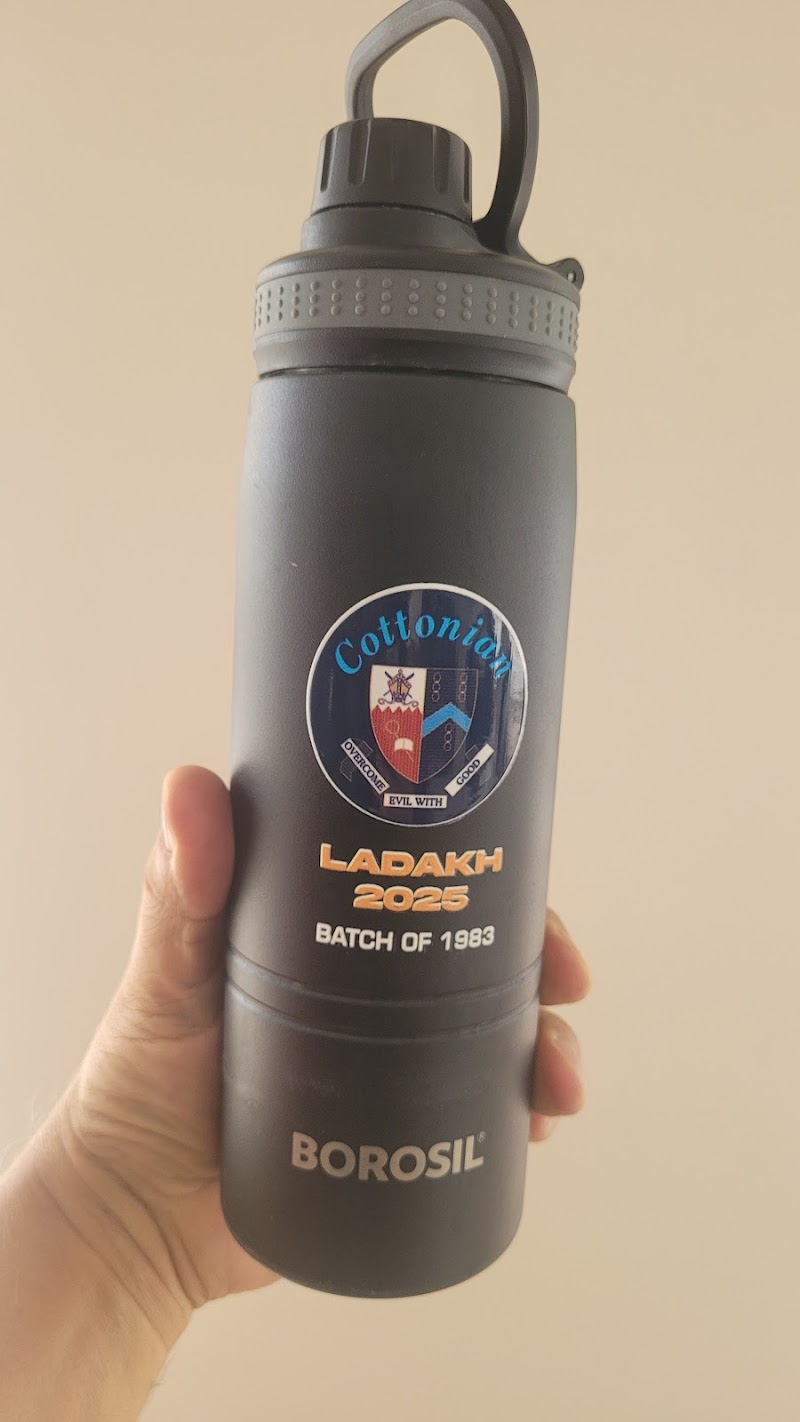 Cottonian
OVERCOME
EVIL WITH
GOOD
LADAKH
2025
BATCH OF 1983
BOROSIL®